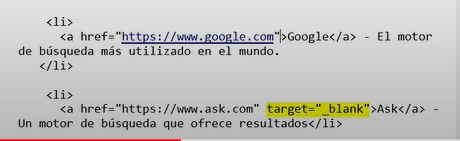 <li>
<a href="https://www.google.com">Google</a> - El motor
de búsqueda más utilizado en el mundo.
</li>
<li>
<a href="https://www.ask.com" target="_blank">Ask</a> -
Un motor de búsqueda que ofrece resultados</li>